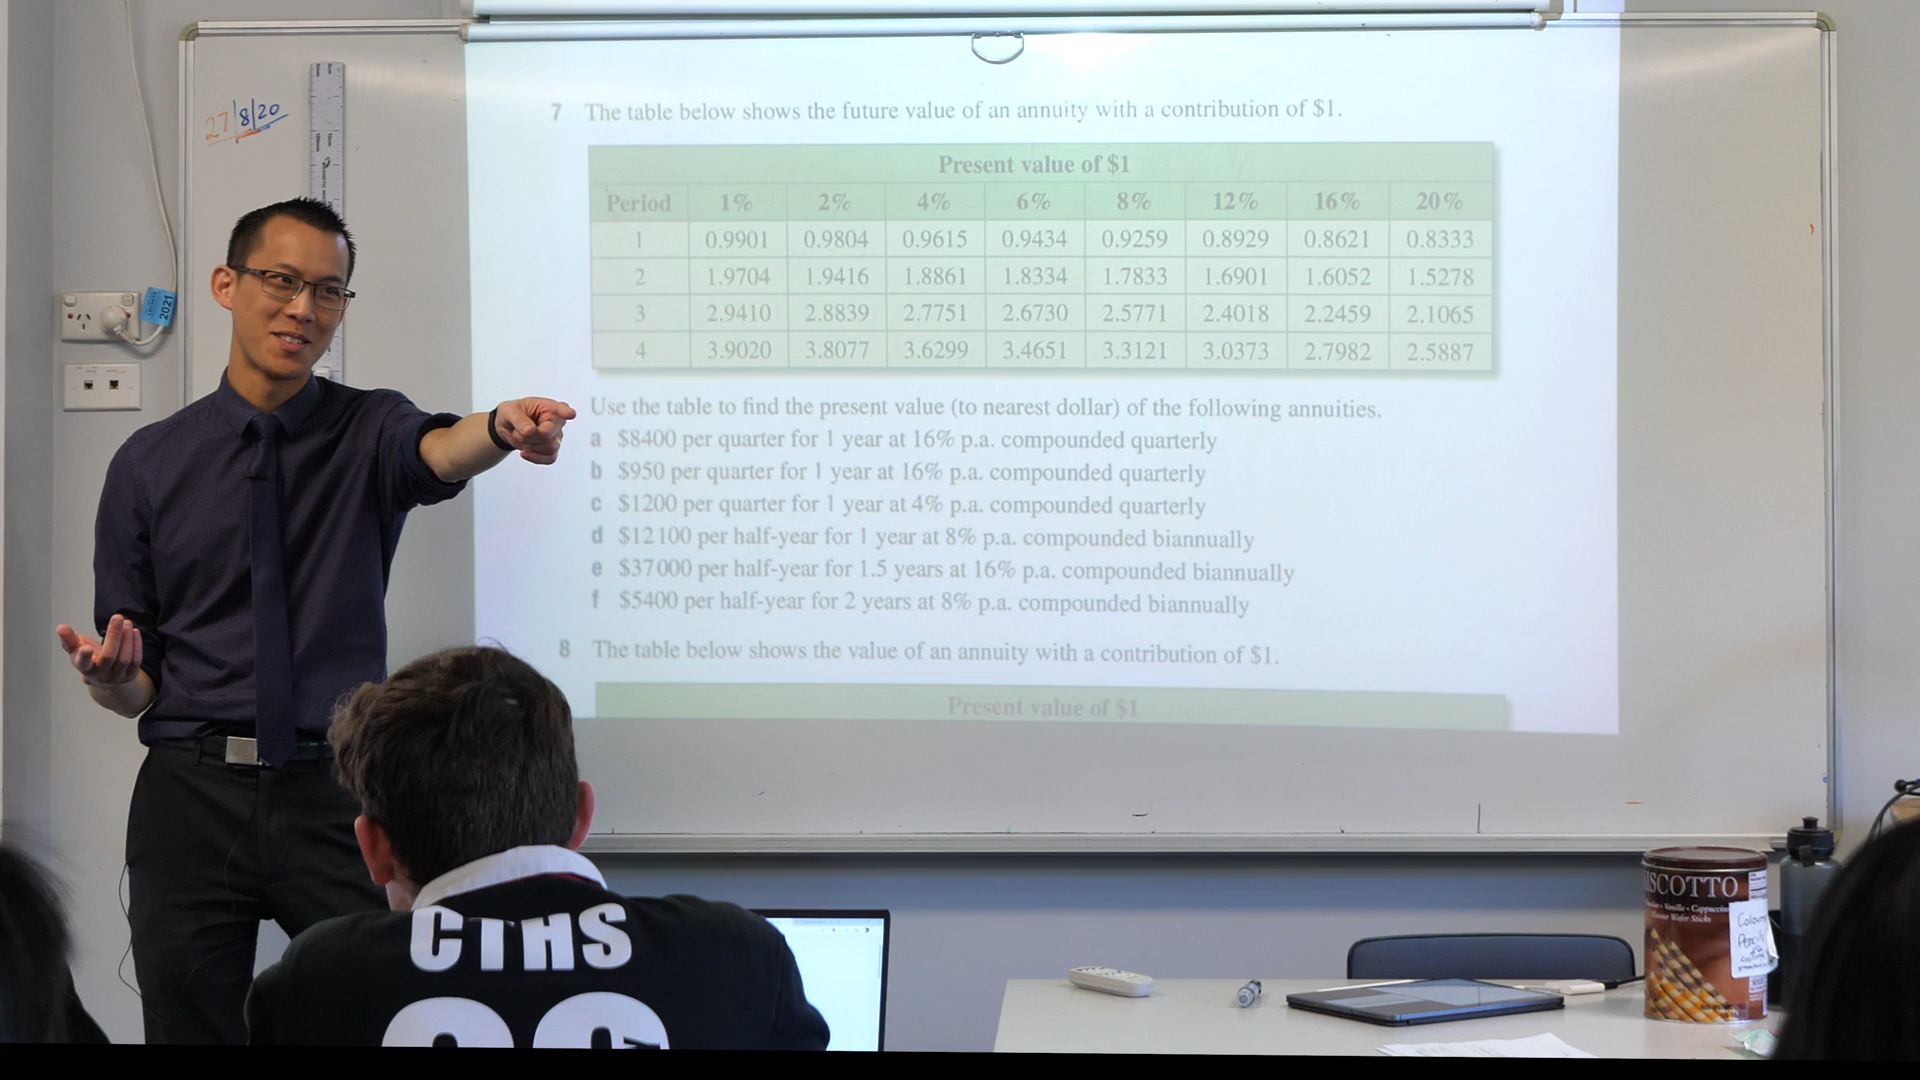 27/8/20
7 The table below shows the future value of an annuity with a contribution of $1.
Present value of $1
Period 1% 2% 4% 6% 8% 12% 16% 20%
1 0.9901 0.9804 0.9615 0.9434 0.9259 0.8929 0.8621 0.8333
2 1.9704 1.9416 1.8861 1.8334 1.7833 1.6901 1.6052 1.5278
3 2.9410 2.8839 2.7751 2.6730 2.5771 2.4018 2.2459 2.1065
4 3.9020 3.8077 3.6299 3.4651 3.3121 3.0373 2.7982 2.5887
Use the table to find the present value (to nearest dollar) of the following annuities.
a $8400 per quarter for 1 year at 16% p.a. compounded quarterly
b $950 per quarter for 1 year at 16% p.a. compounded quarterly
c $1200 per quarter for 1 year at 4% p.a. compounded quarterly
d $12100 per half-year for 1 year at 8% p.a. compounded biannually
e $37000 per half-year for 1.5 years at 16% p.a. compounded biannually
f $5400 per half-year for 2 years at 8% p.a. compounded biannually
8 The table below shows the value of an annuity with a contribution of $1.
Present value of $1
2021
CTHS
ISCOTTO
Vanille • Cappuccino
Wafer Sticks
Pencils